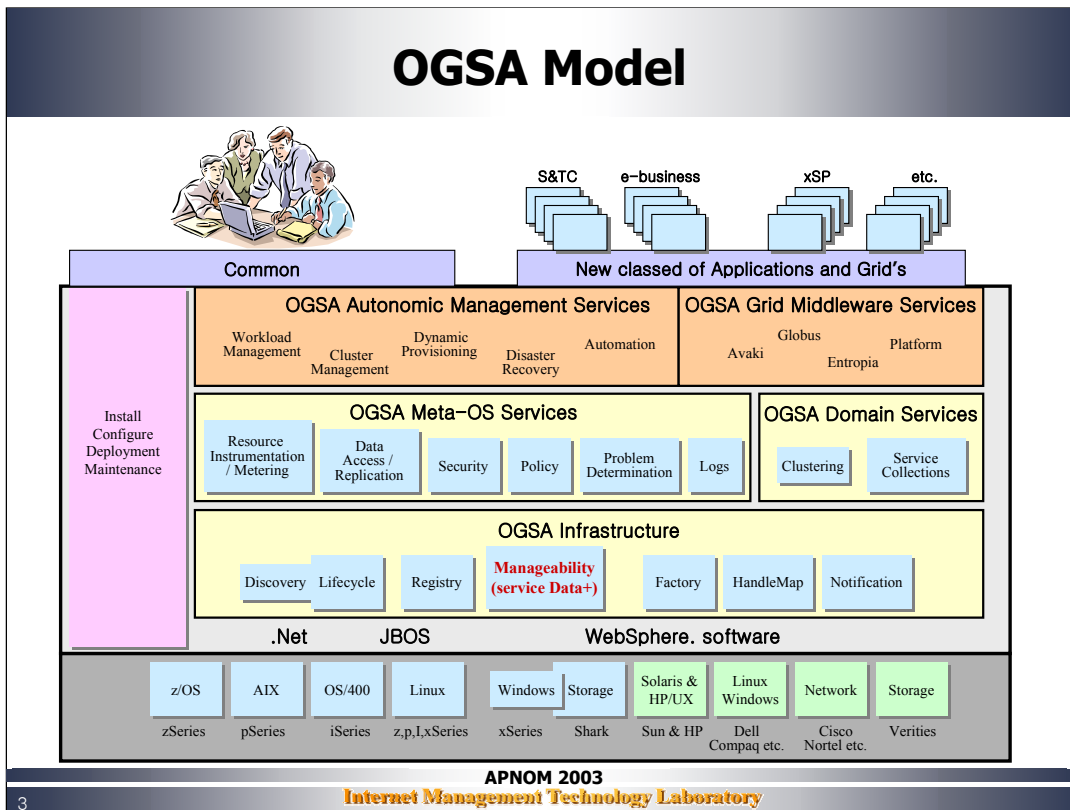 OGSA Model
S&TC
e-business
xSP
etc.
Common
New classed of Applications and Grid's
OGSA Autonomic Management Services
Workload
Management
Cluster
Management
Dynamic
Provisioning
Disaster
Recovery
Automation
OGSA Grid Middleware Services
Avaki
Globus
Entropia
Platform
Install
Configure
Deployment
Maintenance
OGSA Meta-OS Services
Resource
Instrumentation
/ Metering
Data
Access /
Replication
Security
Policy
Problem
Determination
Logs
OGSA Domain Services
Clustering
Service
Collections
OGSA Infrastructure
Discovery
Lifecycle
Registry
Manageability
(service Data+)
Factory
HandleMap
Notification
.Net
JBOS
WebSphere. software
z/OS
AIX
OS/400
Linux
Windows
Storage
Solaris &
HP/UX
Linux
Windows
Network
Storage
zSeries
pSeries
iSeries
z,p,I,xSeries
xSeries
Shark
Sun & HP
Dell
Compaq etc.
Cisco
Nortel etc.
Verities
APNOM 2003
Internet Management Technology Laboratory
3